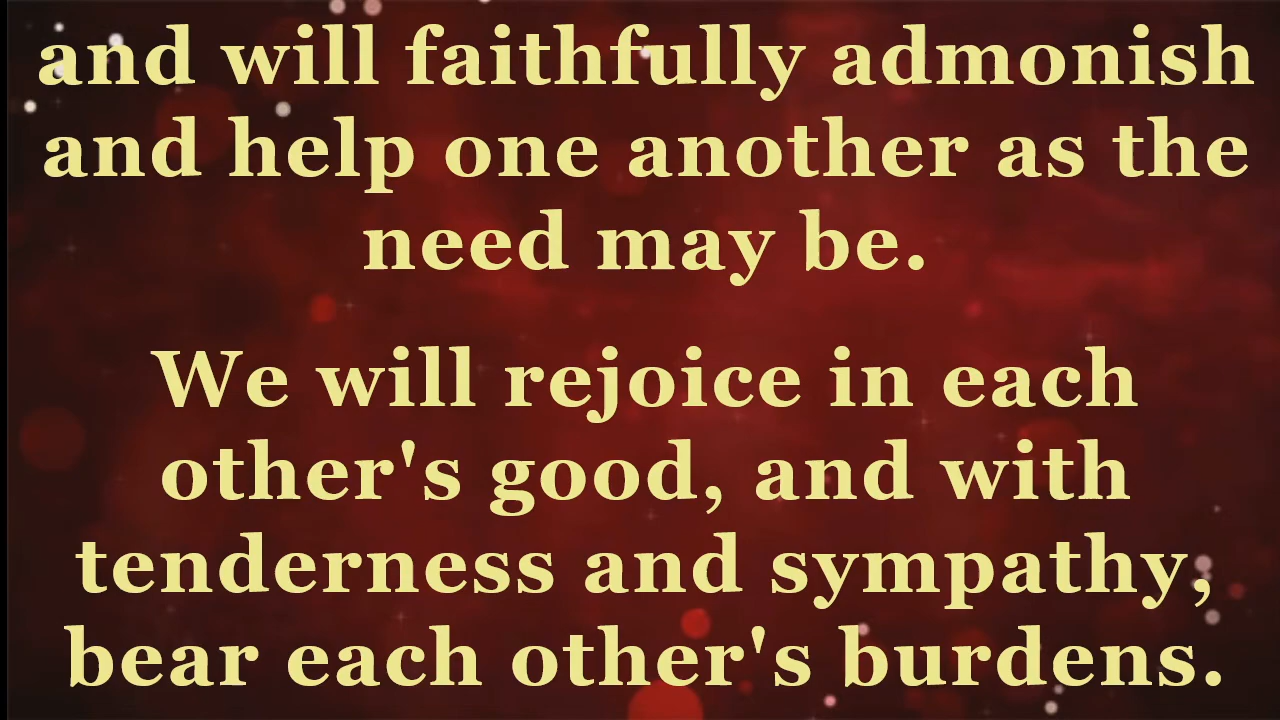 and will faithfully admonish
and help one another as the
need may be.
We will rejoice in each
other's good, and with
tenderness and sympathy,
bear each other's burdens.